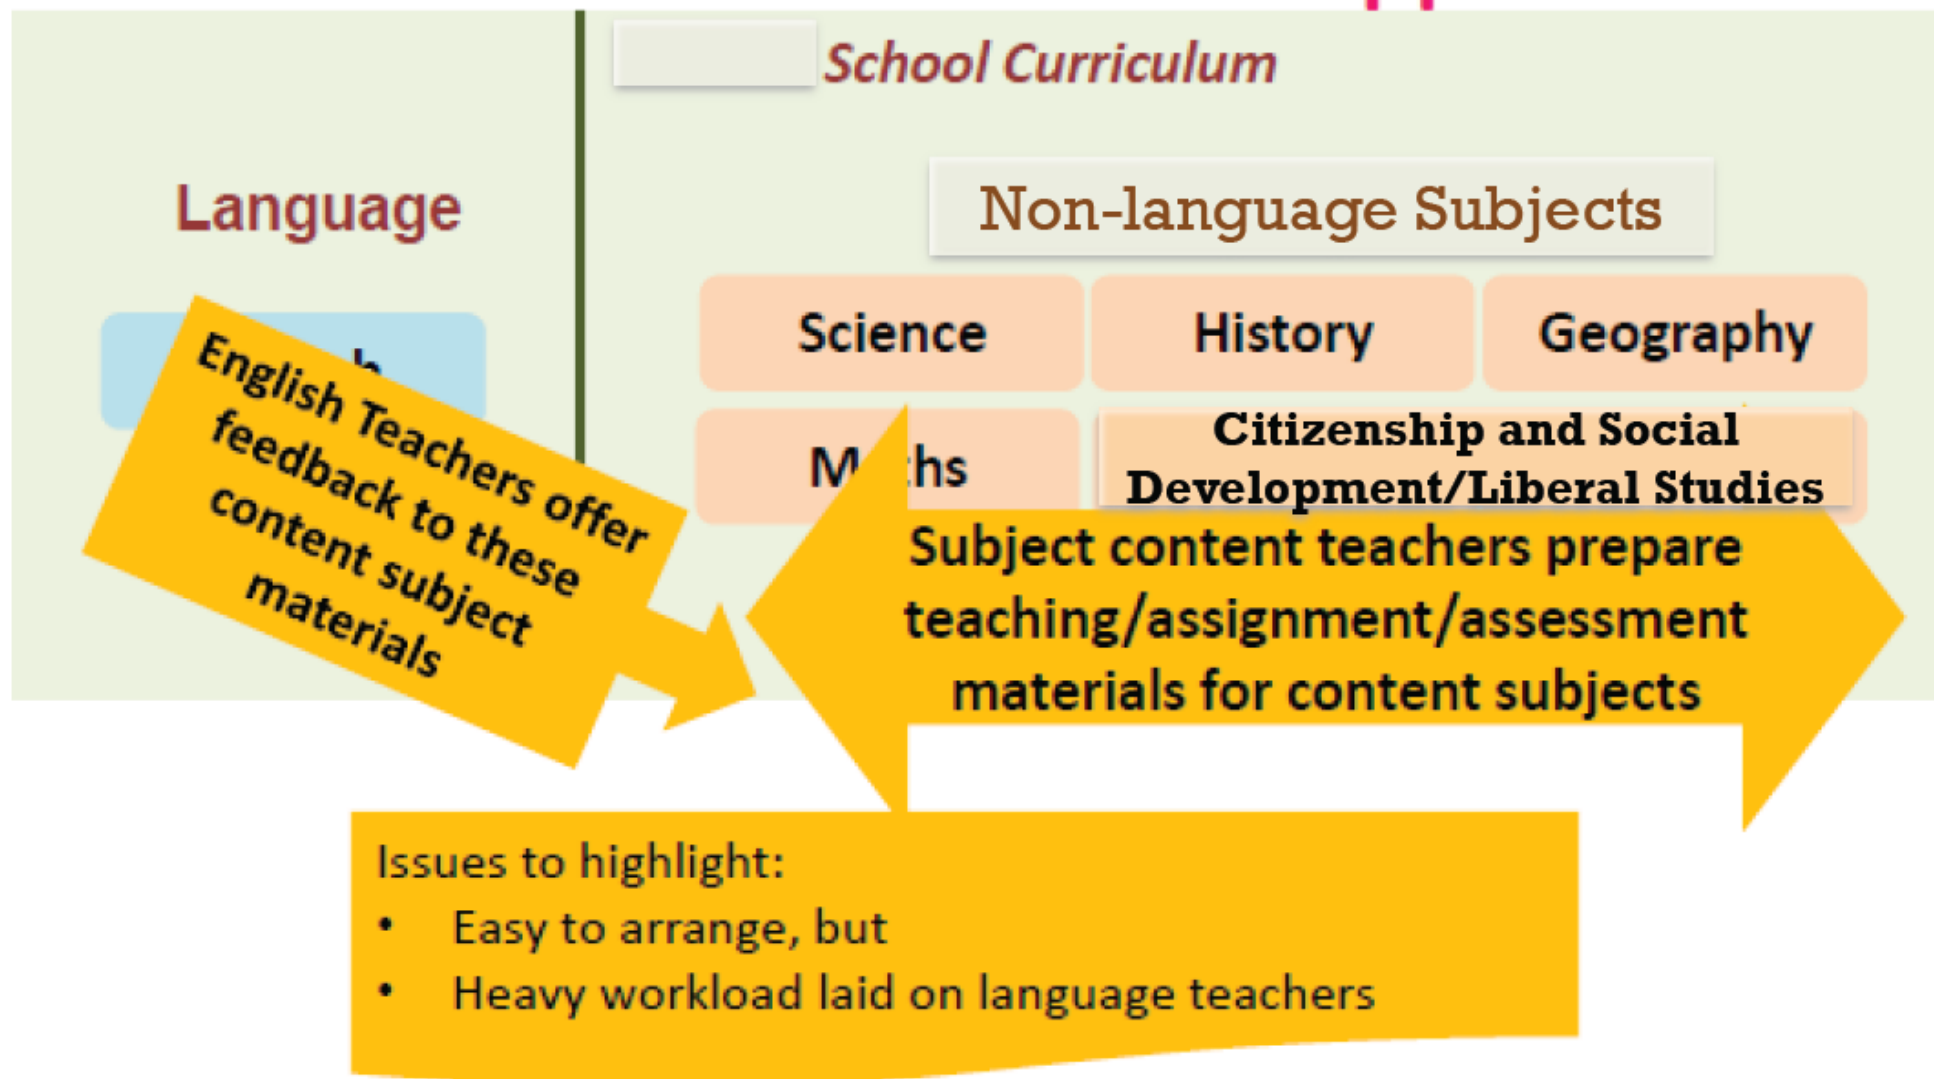 School Curriculum
Language
Non-language Subjects
Science
History
Geography
Citizenship and Social
Development/Liberal Studies
English Teachers offer
feedback to these
content subject
materials
Subject content teachers prepare
teaching/assignment/assessment
materials for content subjects
Issues to highlight:
• Easy to arrange, but
• Heavy workload laid on language teachers